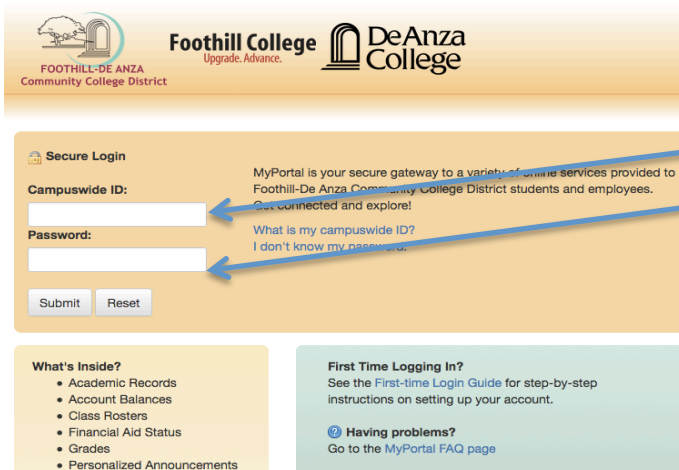 Foothill College
Upgrade. Advance.
De Anza
College
FOOTHILL-DE ANZA
Community College District
Secure Login
Campuswide ID:
Password:
Submit Reset
MyPortal is your secure gateway to a variety of online services provided to
Foothill-De Anza Community College District students and employees.
Get connected and explore!
What is my campuswide ID?
I don't know my password.
What's Inside?
• Academic Records
• Account Balances
• Class Rosters
• Financial Aid Status
• Grades
• Personalized Announcements
First Time Logging In?
See the First-time Login Guide for step-by-step
instructions on setting up your account.
Having problems?
Go to the MyPortal FAQ page